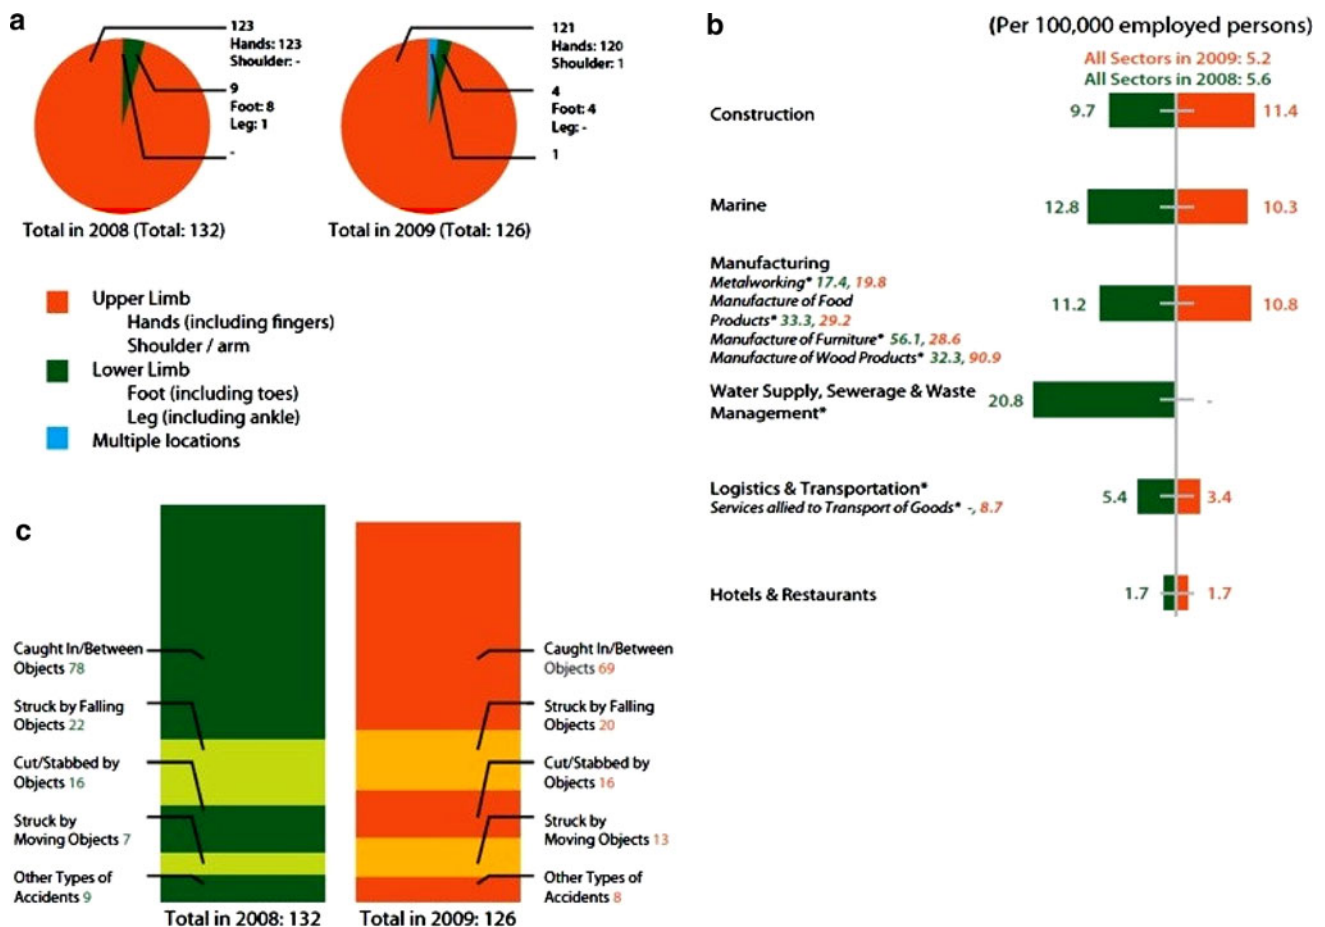 a
123
Hands: 123
Shoulder: -
9
Foot: 8
Leg: 1
-
Total in 2008 (Total: 132)
121
Hands: 120
Shoulder: 1
4
Foot: 4
Leg: -
1
Total in 2009 (Total: 126)
Upper Limb
Hands (including fingers)
Shoulder / arm
Lower Limb
Foot (including toes)
Leg (including ankle)
Multiple locations
b
(Per 100,000 employed persons)
All Sectors in 2009: 5.2
All Sectors in 2008: 5.6
Construction
9.7
11.4
Marine
12.8
10.3
Manufacturing
Metalworking* 17.4, 19.8
Manufacture of Food
Products* 33.3, 29.2
Manufacture of Furniture* 56.1, 28.6
Manufacture of Wood Products* 32.3, 90.9
11.2
10.8
Water Supply, Sewerage & Waste
Management*
20.8
-
Logistics & Transportation*
Services allied to Transport of Goods* -, 8.7
5.4
3.4
Hotels & Restaurants
1.7
1.7
c
Caught In/Between
Objects 78
Struck by Falling
Objects 22
Cut/Stabbed by
Objects 16
Struck by
Moving Objects 7
Other Types of
Accidents 9
Total in 2008: 132
Caught In/Between
Objects 69
Struck by Falling
Objects 20
Cut/Stabbed by
Objects 16
Struck by
Moving Objects 13
Other Types of
Accidents 8
Total in 2009: 126